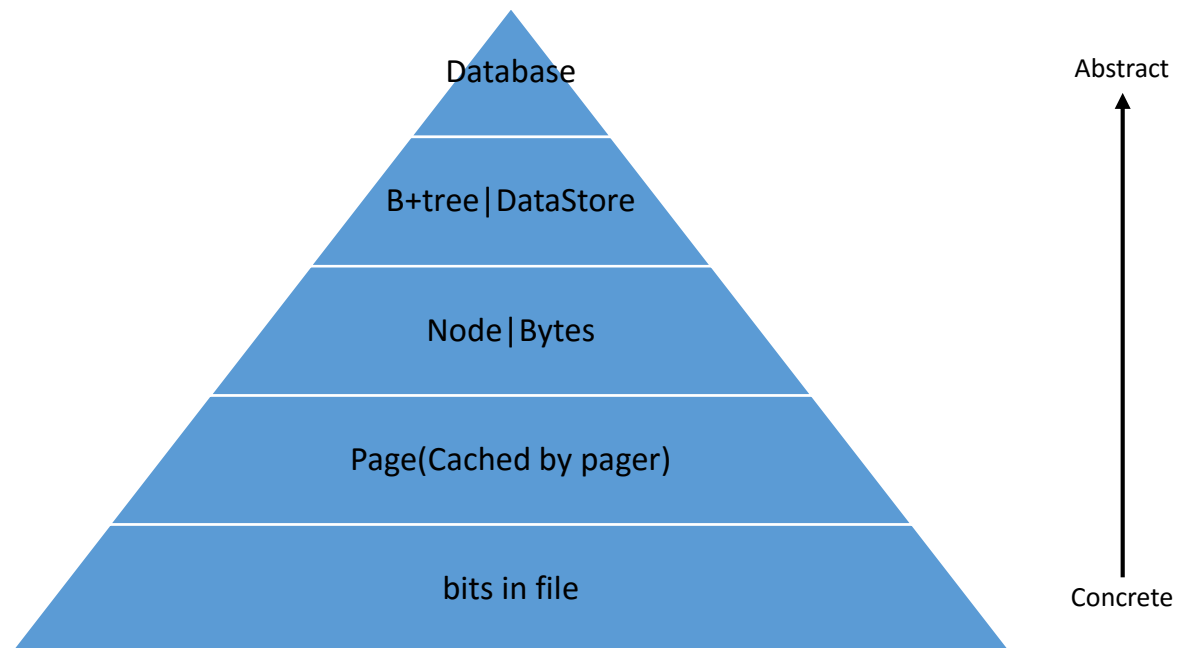 Database
Abstract
B+tree|DataStore
Node|Bytes
Page(Cached by pager)
bits in file
Concrete